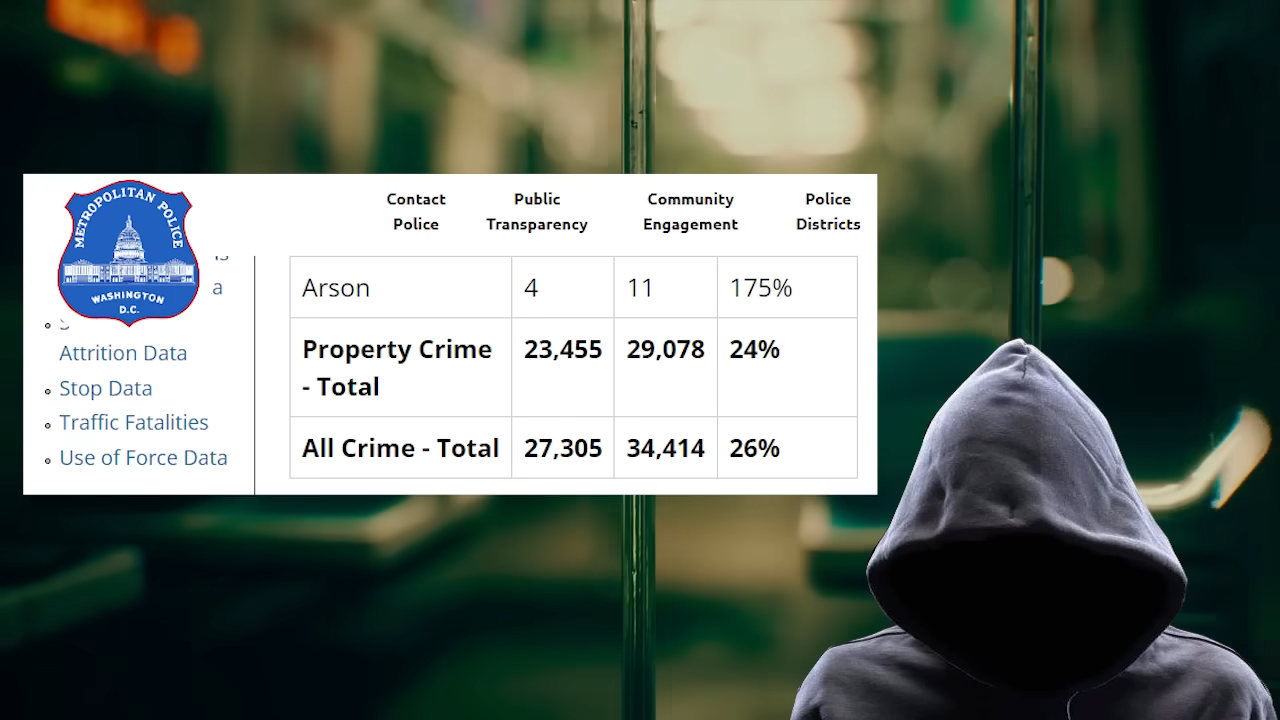 METROPOLITAN POLICE
WASHINGTON
D.C.
Contact
Police
Public
Transparency
Community
Engagement
Police
Districts
a
Attrition Data
Stop Data
Traffic Fatalities
Use of Force Data
Arson 4 11 175%
Property Crime 23,455 29,078 24%
- Total
All Crime - Total 27,305 34,414 26%